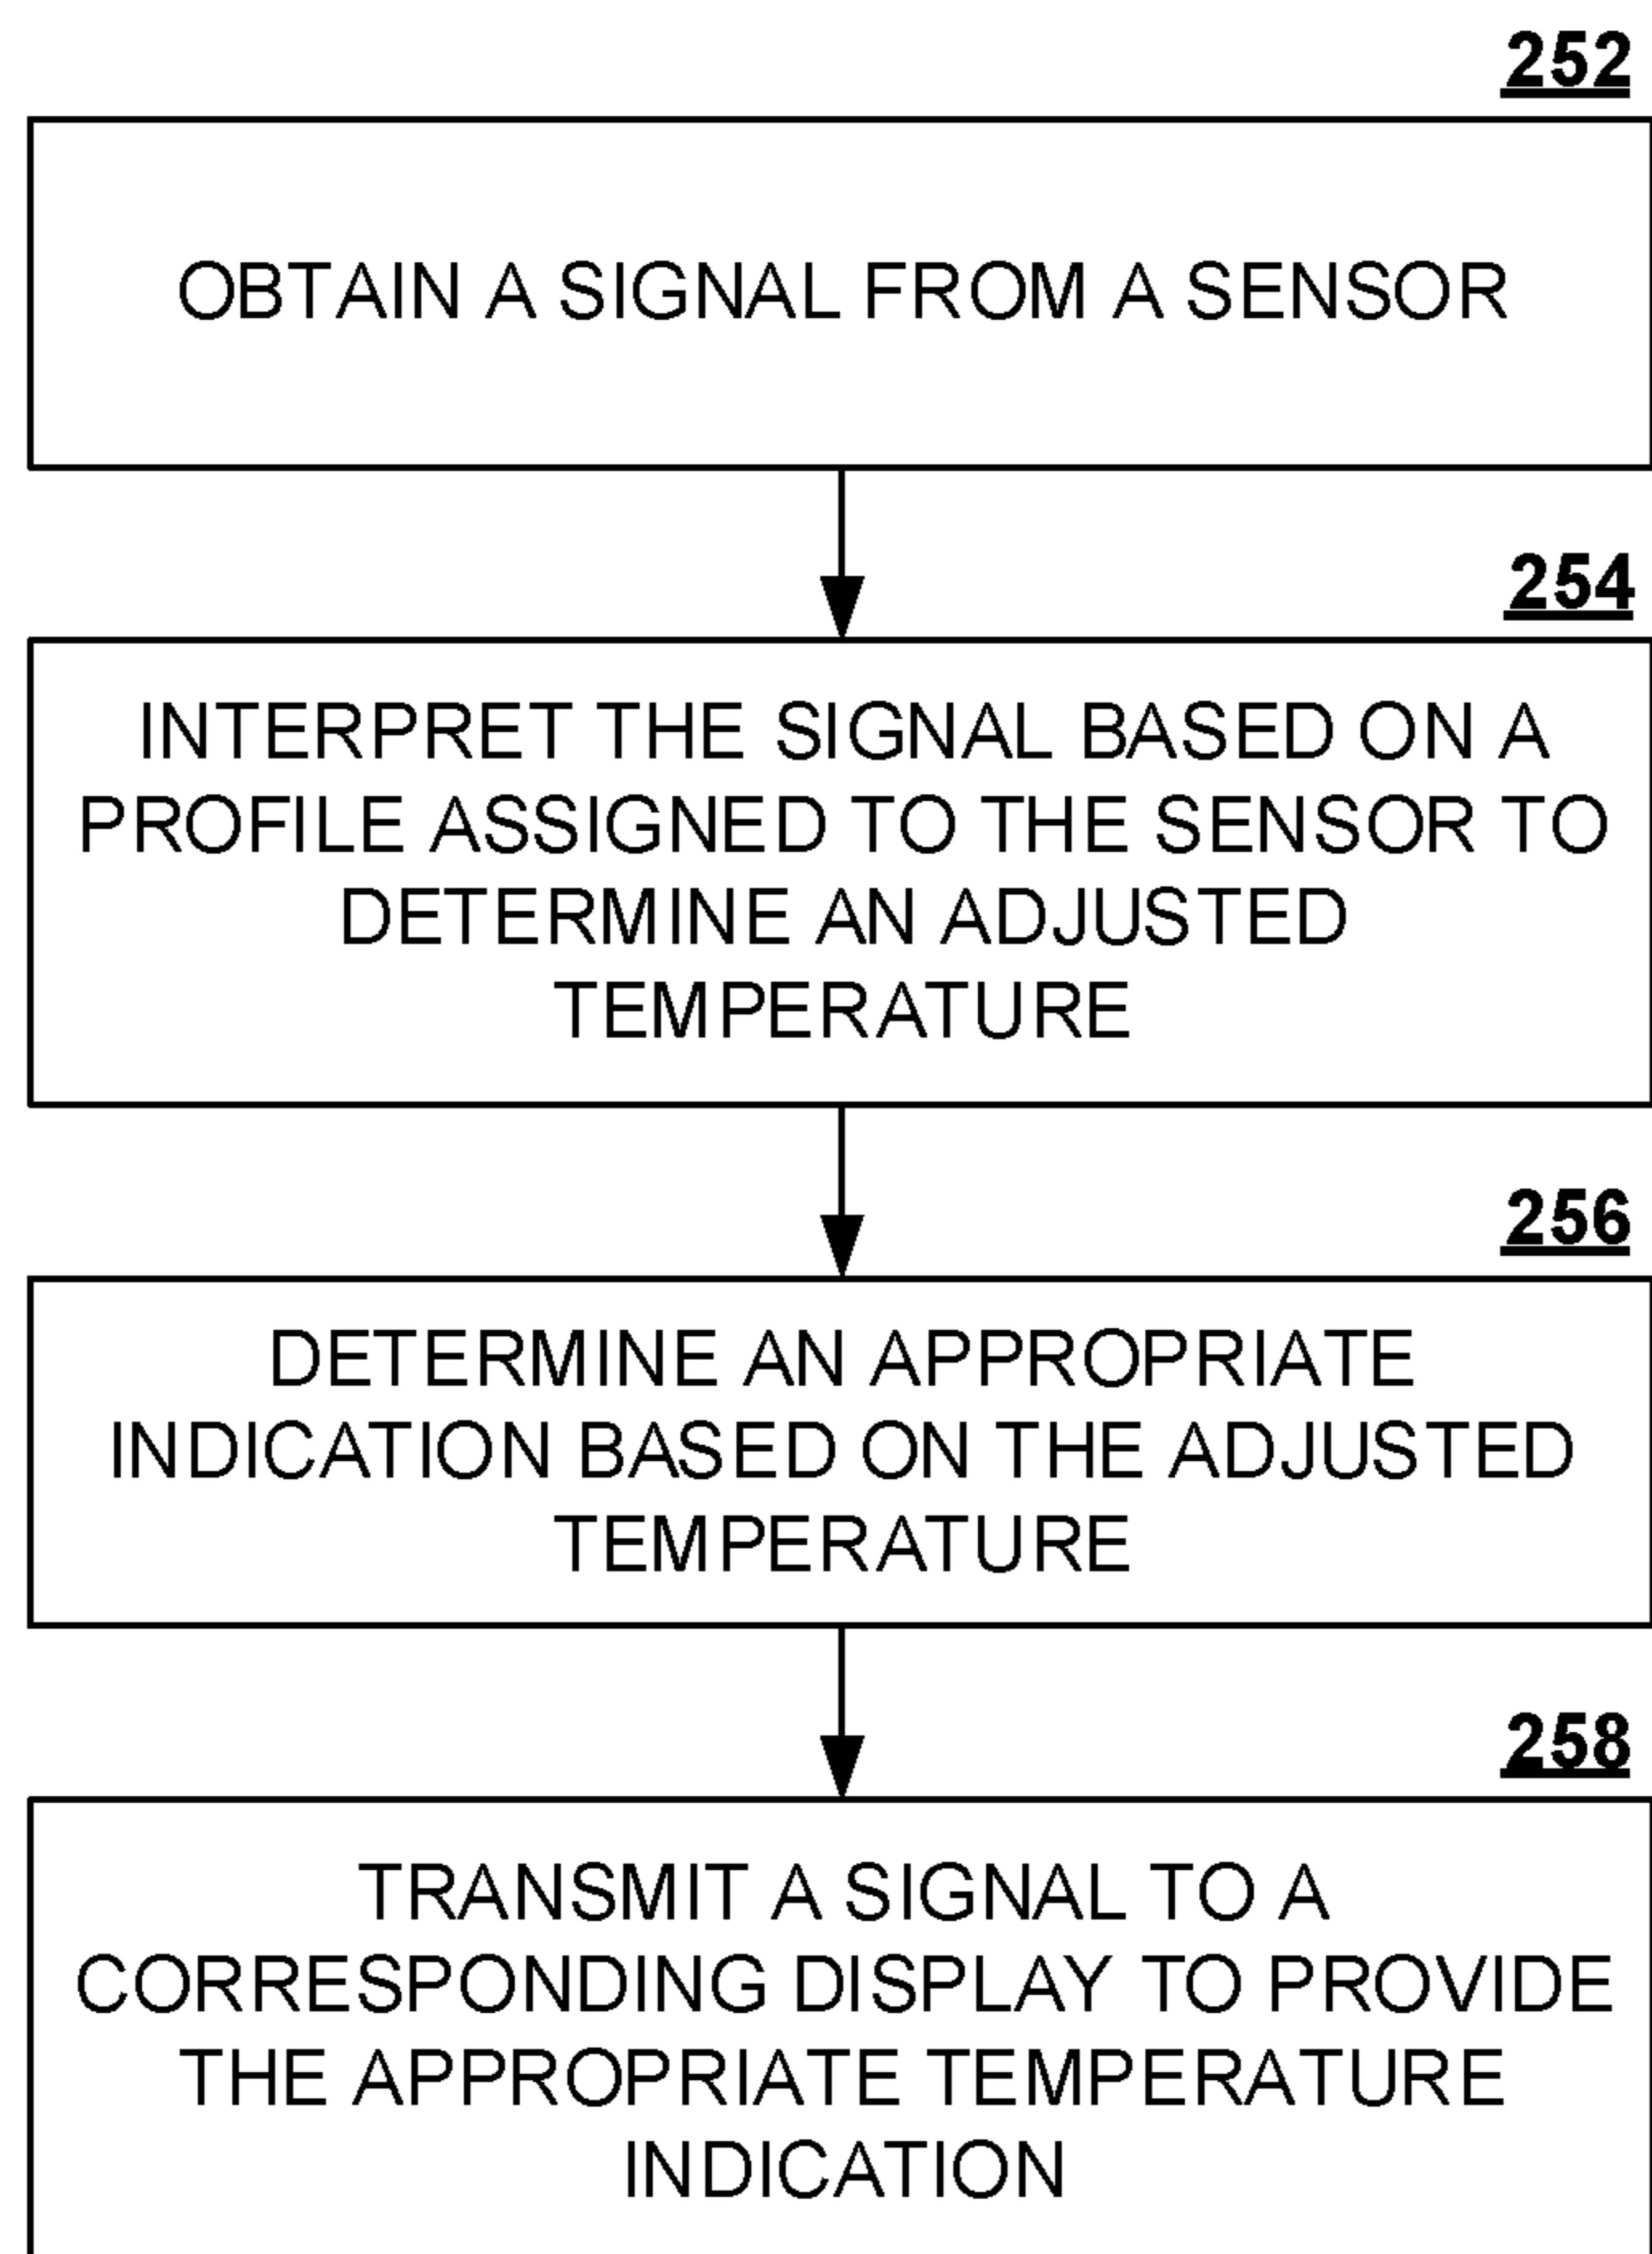 252
OBTAIN A SIGNAL FROM A SENSOR
254
INTERPRET THE SIGNAL BASED ON A
PROFILE ASSIGNED TO THE SENSOR TO
DETERMINE AN ADJUSTED
TEMPERATURE
256
DETERMINE AN APPROPRIATE
INDICATION BASED ON THE ADJUSTED
TEMPERATURE
258
TRANSMIT A SIGNAL TO A
CORRESPONDING DISPLAY TO PROVIDE
THE APPROPRIATE TEMPERATURE
INDICATION